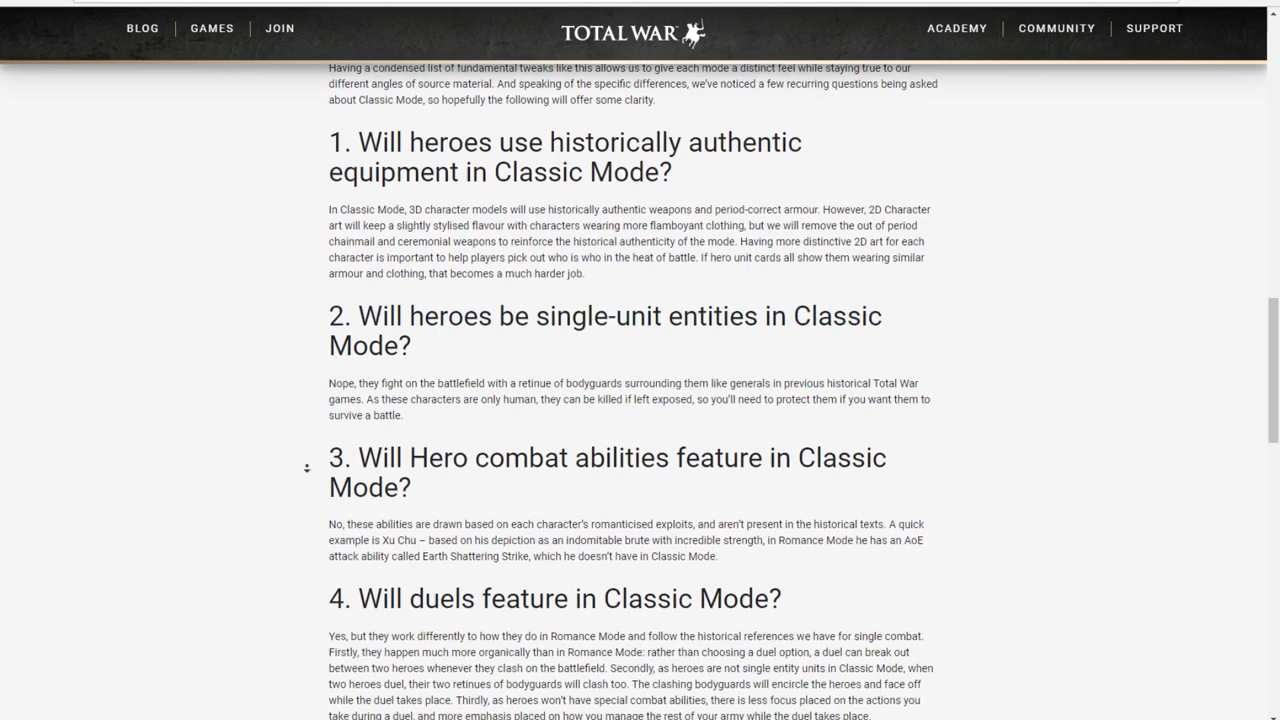 BLOG GAMES JOIN TOTAL WAR ACADEMY COMMUNITY SUPPORT
Having a condensed list of fundamental tweaks like this allows us to give each mode a distinct feel while staying true to our
different angles of source material. And speaking of the specific differences, we've noticed a few recurring questions being asked
about Classic Mode, so hopefully the following will offer some clarity.
1. Will heroes use historically authentic
equipment in Classic Mode?
In Classic Mode, 3D character models will use historically authentic weapons and period-correct armour. However, 2D Character
art will keep a slightly stylised flavour with characters wearing more flamboyant clothing, but we will remove the out of period
chainmail and ceremonial weapons to reinforce the historical authenticity of the mode. Having more distinctive 2D art for each
character is important to help players pick out who is who in the heat of battle. If hero unit cards all show them wearing similar
armour and clothing, that becomes a much harder job.
2. Will heroes be single-unit entities in Classic
Mode?
Nope, they fight on the battlefield with a retinue of bodyguards surrounding them like generals in previous historical Total War
games. As these characters are only human, they can be killed if left exposed, so you'll need to protect them if you want them to
survive a battle.
3. Will Hero combat abilities feature in Classic
Mode?
No, these abilities are drawn based on each character's romanticised exploits, and aren't present in the historical texts. A quick
example is Xu Chu – based on his depiction as an indomitable brute with incredible strength, in Romance Mode he has an AoE
attack ability called Earth Shattering Strike, which he doesn't have in Classic Mode.
4. Will duels feature in Classic Mode?
Yes, but they work differently to how they do in Romance Mode and follow the historical references we have for single combat.
Firstly, they happen much more organically than in Romance Mode: rather than choosing a duel option, a duel can break out
between two heroes whenever they clash on the battlefield. Secondly, as heroes are not single entity units in Classic Mode, when
two heroes duel, their two retinues of bodyguards will clash too. The clashing bodyguards will encircle the heroes and face off
while the duel takes place. Thirdly, as heroes won't have special combat abilities, there is less focus placed on the actions you
take during a duel, and more emphasis placed on how you manage the rest of your army while the duel takes place.